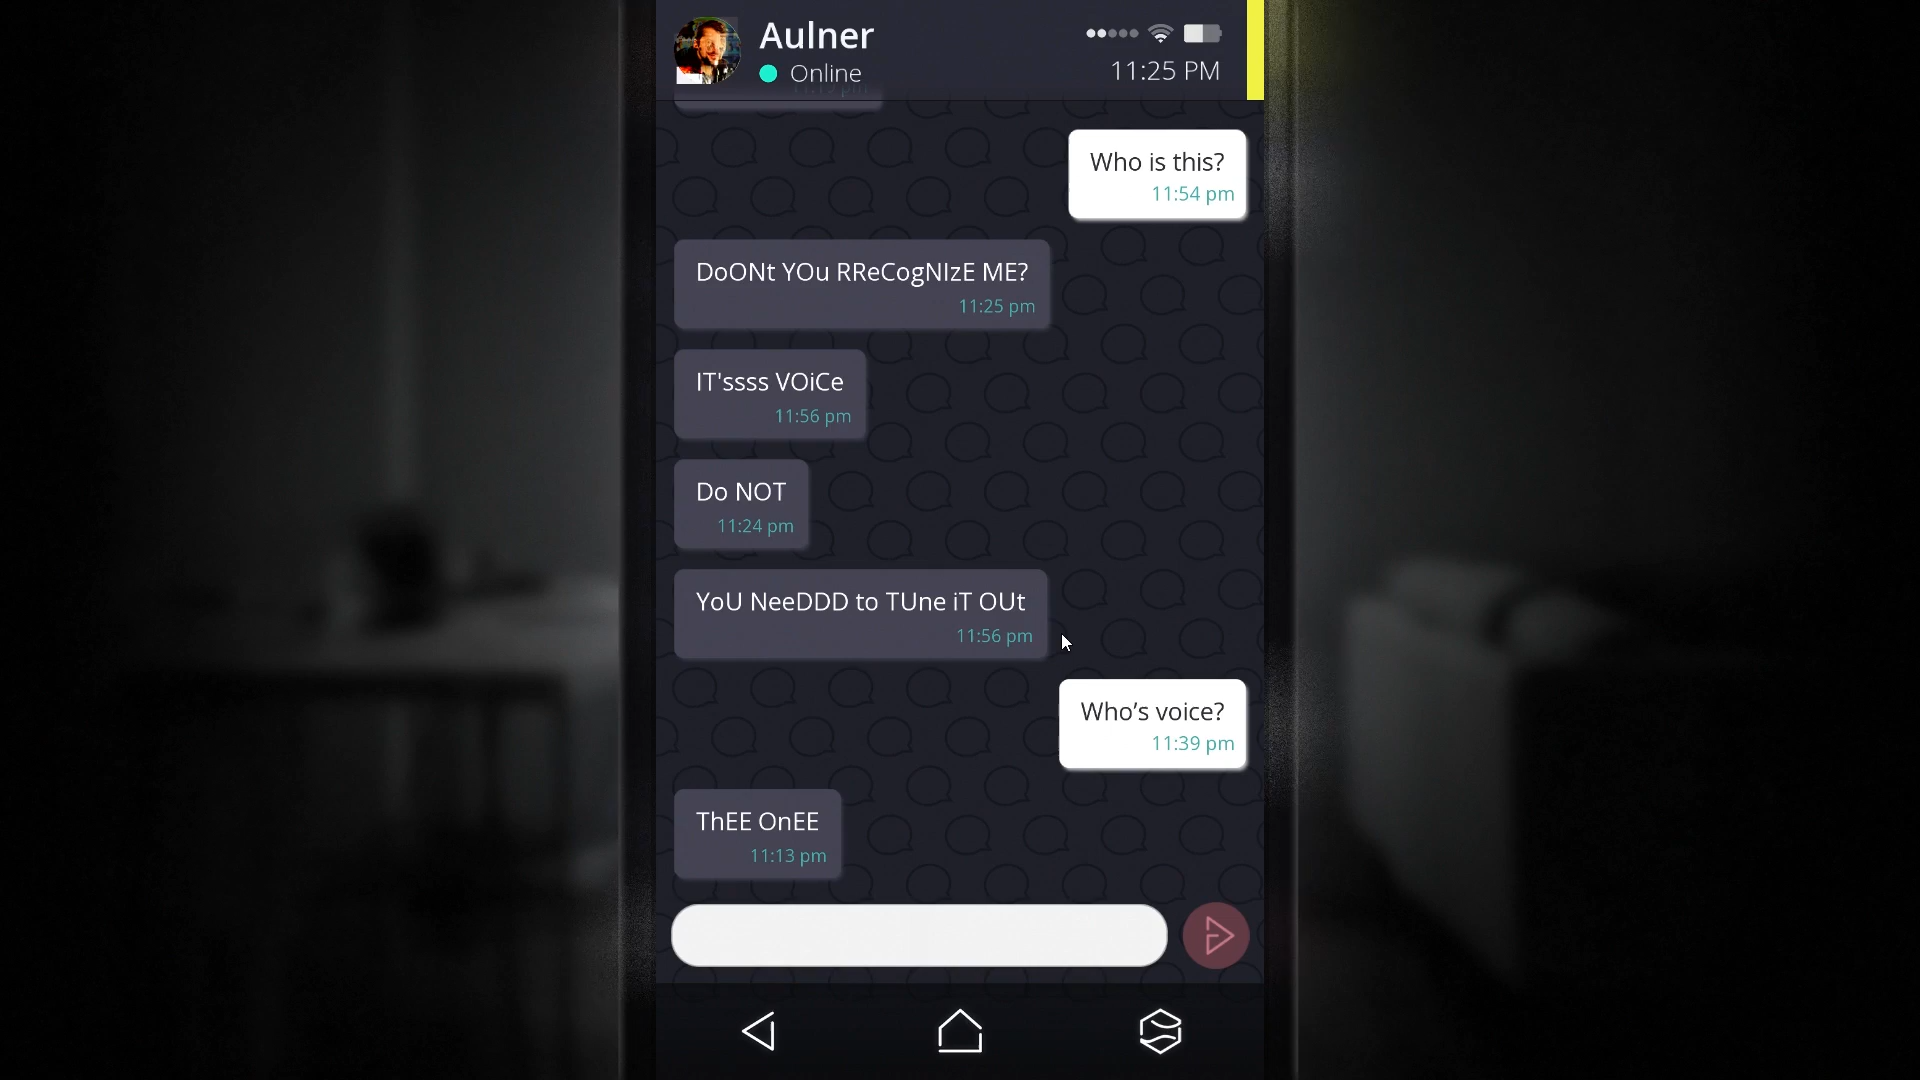 Aulner
Online
11:25 PM
Who is this?
11:54 pm
DoONt YOu RReCogNIzE ME?
11:25 pm
IT'ssss VOiCe
11:56 pm
Do NOT
11:24 pm
YoU NeeDDD to TUne iT OUt
11:56 pm
Who’s voice?
11:39 pm
ThEE OnEE
11:13 pm